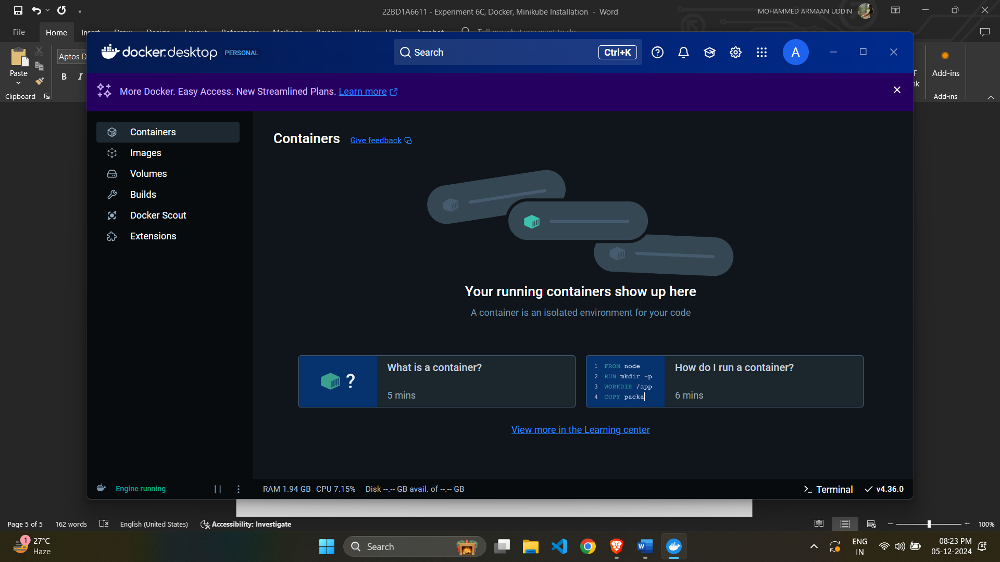 22BD1A6611 - Experiment 6C, Docker, Minikube Installation - Word
MOHAMMED ARMAAN UDDIN
File
Home
Paste
Aptos D
B I
Clipboard
Add-ins
Add-ins
docker.desktop PERSONAL
Search Ctrl+K
A
More Docker. Easy Access. New Streamlined Plans. Learn more
Containers
Images
Volumes
Builds
Docker Scout
Extensions
Containers Give feedback
Your running containers show up here
A container is an isolated environment for your code
?
What is a container?
5 mins
1 FROM node
2 RUN mkdir -p
3 WORKDIR /app
4 COPY packa
How do I run a container?
6 mins
View more in the Learning center
Engine running
RAM 1.94 GB CPU 7.15% Disk --.-- GB avail. of --.-- GB
Terminal v4.36.0
Page 5 of 5 162 words English (United States) Accessibility: Investigate
100%
1
27°C
Haze
Search
ENG
IN
08:23 PM
05-12-2024